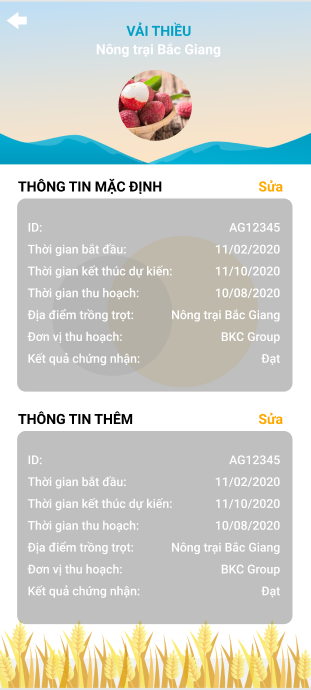 VẢI THIỀU
Nông trại Bắc Giang
THÔNG TIN MẶC ĐỊNH Sửa
ID: AG12345
Thời gian bắt đầu: 11/02/2020
Thời gian kết thúc dự kiến: 11/10/2020
Thời gian thu hoạch: 10/08/2020
Địa điểm trồng trọt: Nông trại Bắc Giang
Đơn vị thu hoạch: BKC Group
Kết quả chứng nhận: Đạt
THÔNG TIN THÊM Sửa
ID: AG12345
Thời gian bắt đầu: 11/02/2020
Thời gian kết thúc dự kiến: 11/10/2020
Thời gian thu hoạch: 10/08/2020
Địa điểm trồng trọt: Nông trại Bắc Giang
Đơn vị thu hoạch: BKC Group
Kết quả chứng nhận: Đạt